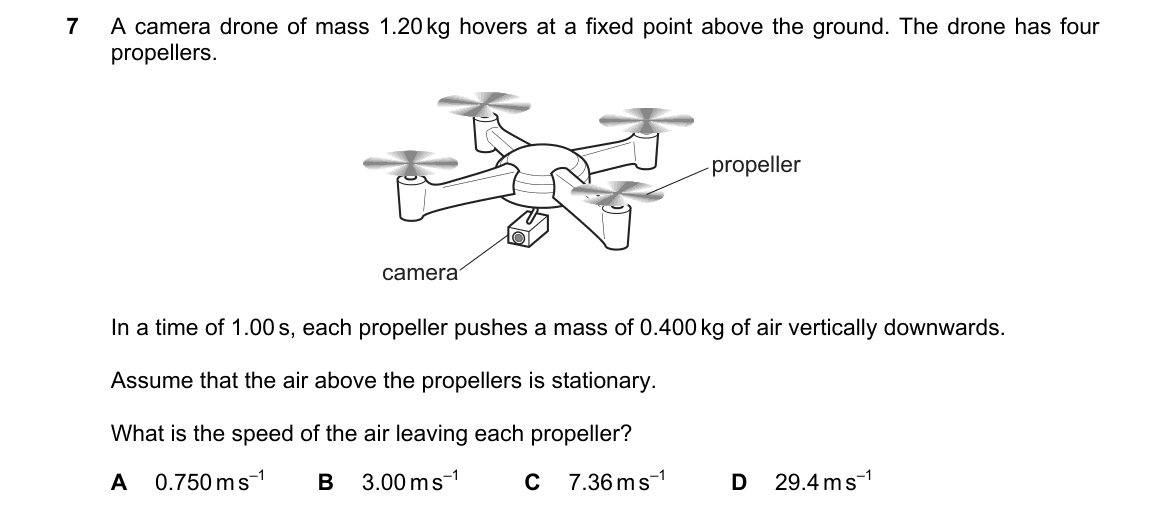 7 A camera drone of mass 1.20 kg hovers at a fixed point above the ground. The drone has four
propellers.
propeller
camera
In a time of 1.00 s, each propeller pushes a mass of 0.400 kg of air vertically downwards.
Assume that the air above the propellers is stationary.
What is the speed of the air leaving each propeller?
A 0.750 m s⁻¹ B 3.00 m s⁻¹ C 7.36 m s⁻¹ D 29.4 m s⁻¹